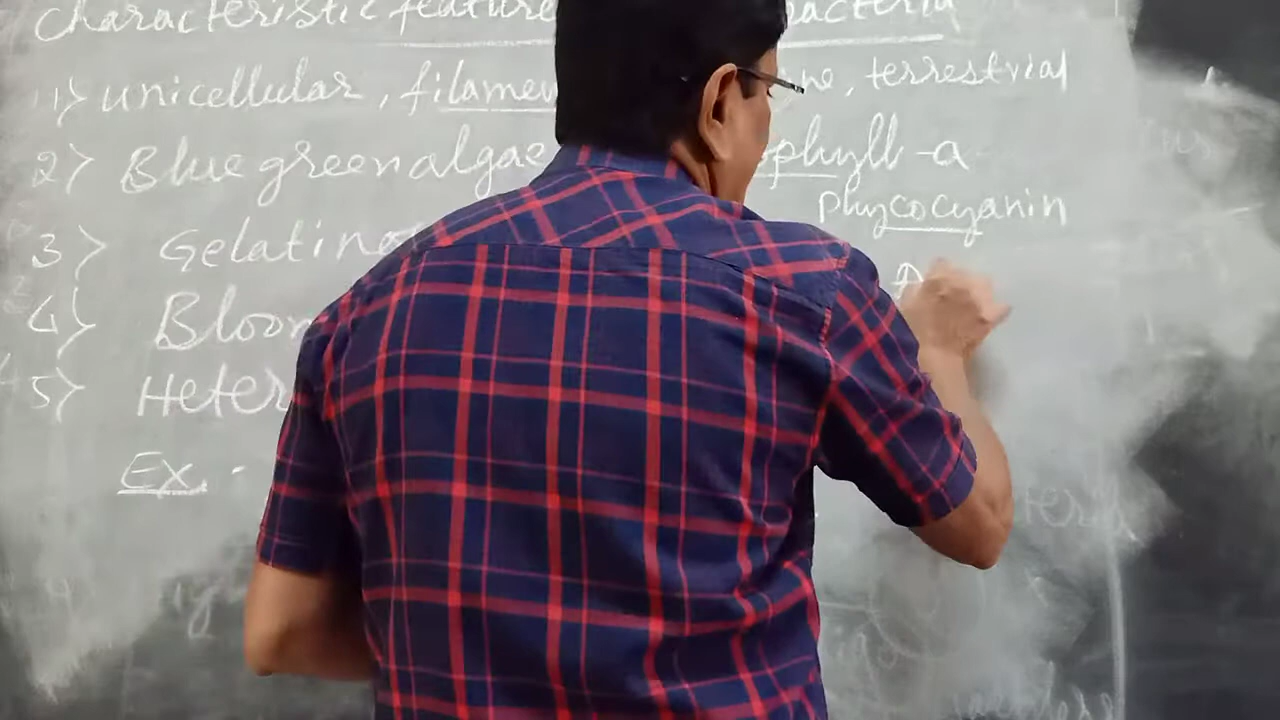 characteristic feature bacteria
1) unicellular, filamen ne, terrestrial
2) Blue green algae phyll-a
phycocyanin
3) Gelatino
4) Bloom
5) Heter
Ex.